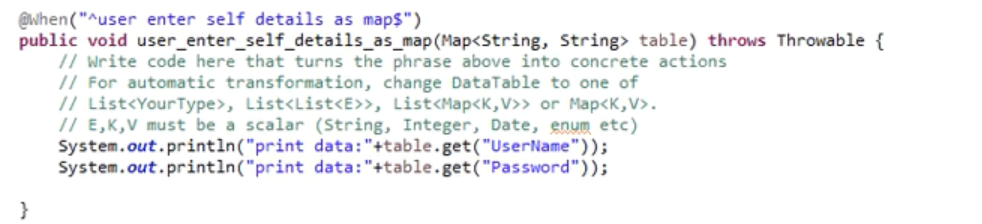 @When("^user enter self details as map$")
public void user_enter_self_details_as_map(Map<String, String> table) throws Throwable {
// Write code here that turns the phrase above into concrete actions
// For automatic transformation, change DataTable to one of
// List<YourType>, List<List<E>>, List<Map<K,V>> or Map<K,V>.
// E,K,V must be a scalar (String, Integer, Date, enum etc)
System.out.println("print data:"+table.get("UserName"));
System.out.println("print data:"+table.get("Password"));
}